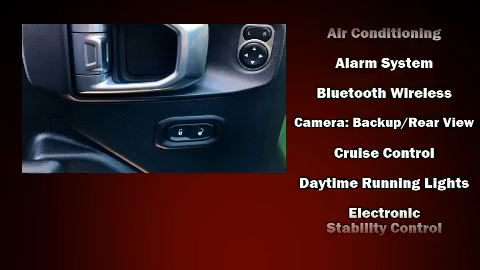 Air Conditioning
Alarm System
Bluetooth Wireless
Camera: Backup/Rear View
Cruise Control
Daytime Running Lights
Electronic
Stability Control
L R